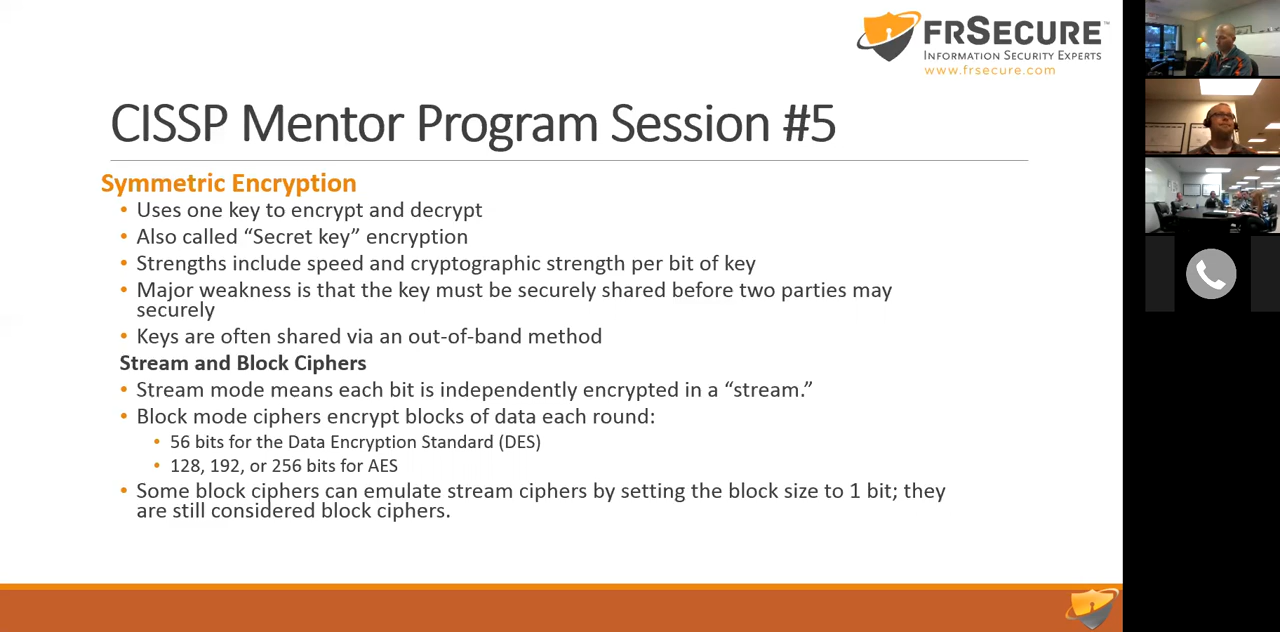 FRSECURE™
INFORMATION SECURITY EXPERTS
www.frsecure.com
CISSP Mentor Program Session #5
Symmetric Encryption
• Uses one key to encrypt and decrypt
• Also called “Secret key” encryption
• Strengths include speed and cryptographic strength per bit of key
• Major weakness is that the key must be securely shared before two parties may
securely
• Keys are often shared via an out-of-band method
Stream and Block Ciphers
• Stream mode means each bit is independently encrypted in a “stream.”
• Block mode ciphers encrypt blocks of data each round:
• 56 bits for the Data Encryption Standard (DES)
• 128, 192, or 256 bits for AES
• Some block ciphers can emulate stream ciphers by setting the block size to 1 bit; they
are still considered block ciphers.